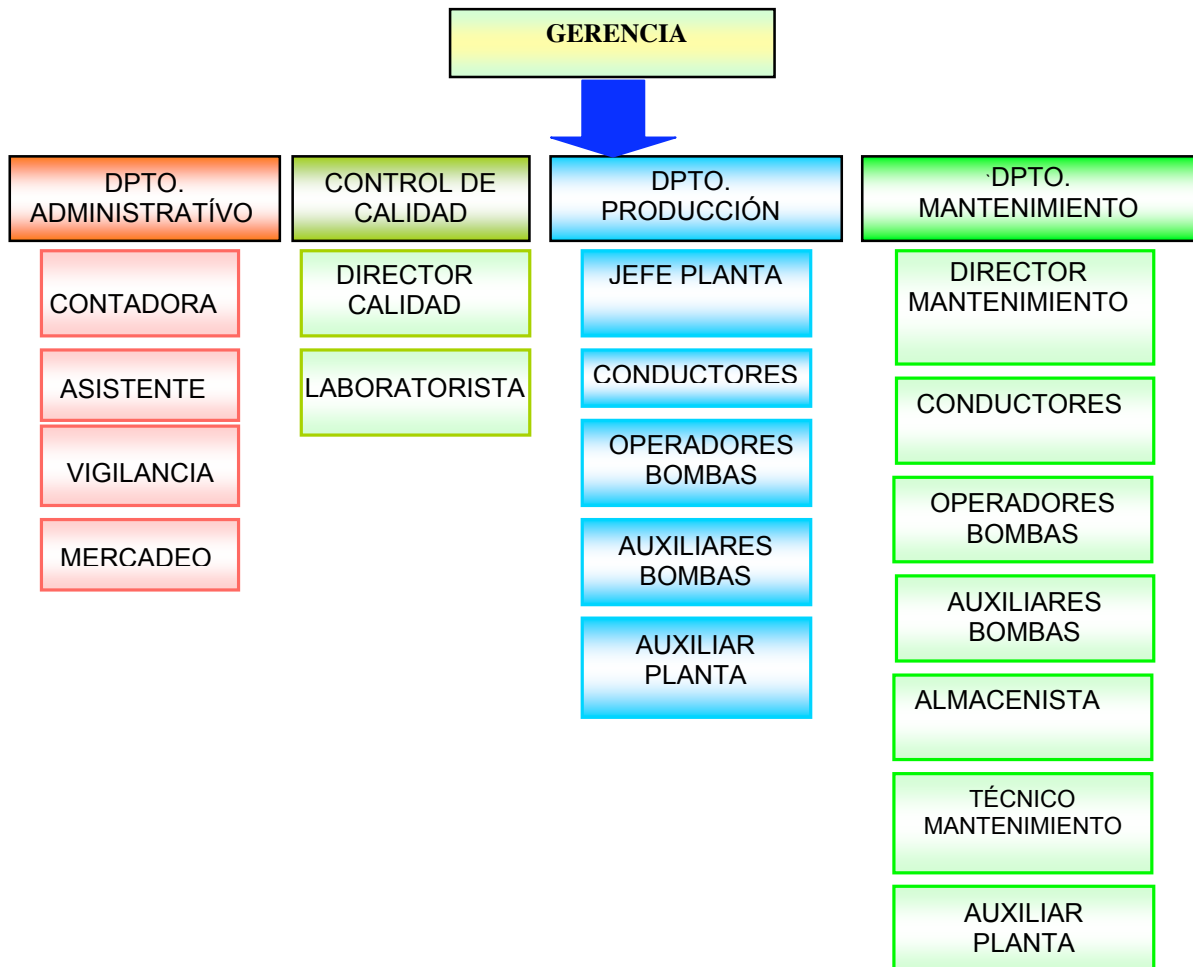 GERENCIA
DPTO.
ADMINISTRATÍVO
CONTADORA
ASISTENTE
VIGILANCIA
MERCADEO
CONTROL DE
CALIDAD
DIRECTOR
CALIDAD
LABORATORISTA
DPTO.
PRODUCCIÓN
JEFE PLANTA
CONDUCTORES
OPERADORES
BOMBAS
AUXILIARES
BOMBAS
AUXILIAR
PLANTA
`DPTO.
MANTENIMIENTO
DIRECTOR
MANTENIMIENTO
CONDUCTORES
OPERADORES
BOMBAS
AUXILIARES
BOMBAS
ALMACENISTA
TÉCNICO
MANTENIMIENTO
AUXILIAR
PLANTA